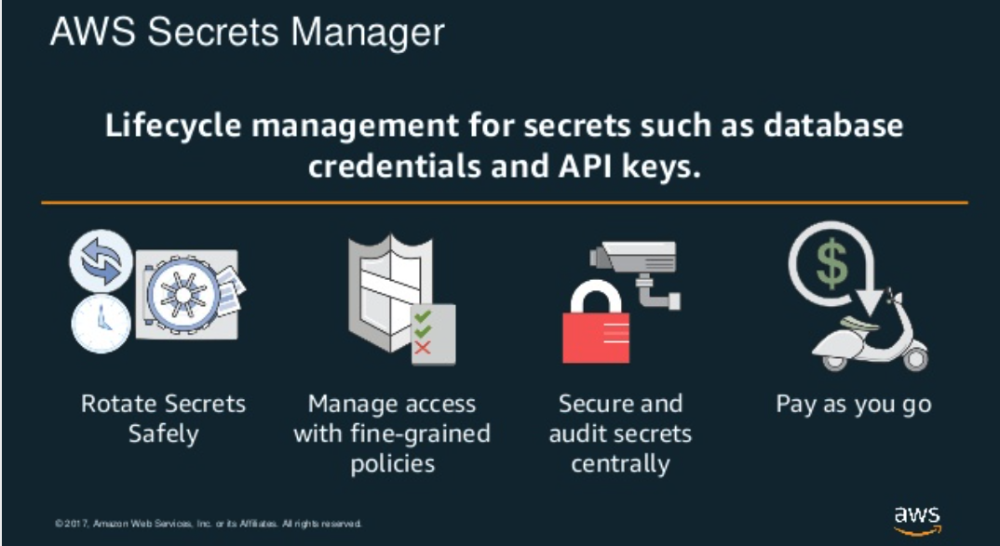 AWS Secrets Manager
Lifecycle management for secrets such as database
credentials and API keys.
$
Rotate Secrets
Safely
Manage access
with fine-grained
policies
Secure and
audit secrets
centrally
Pay as you go
© 2017, Amazon Web Services, Inc. or its Affiliates. All rights reserved.
aws